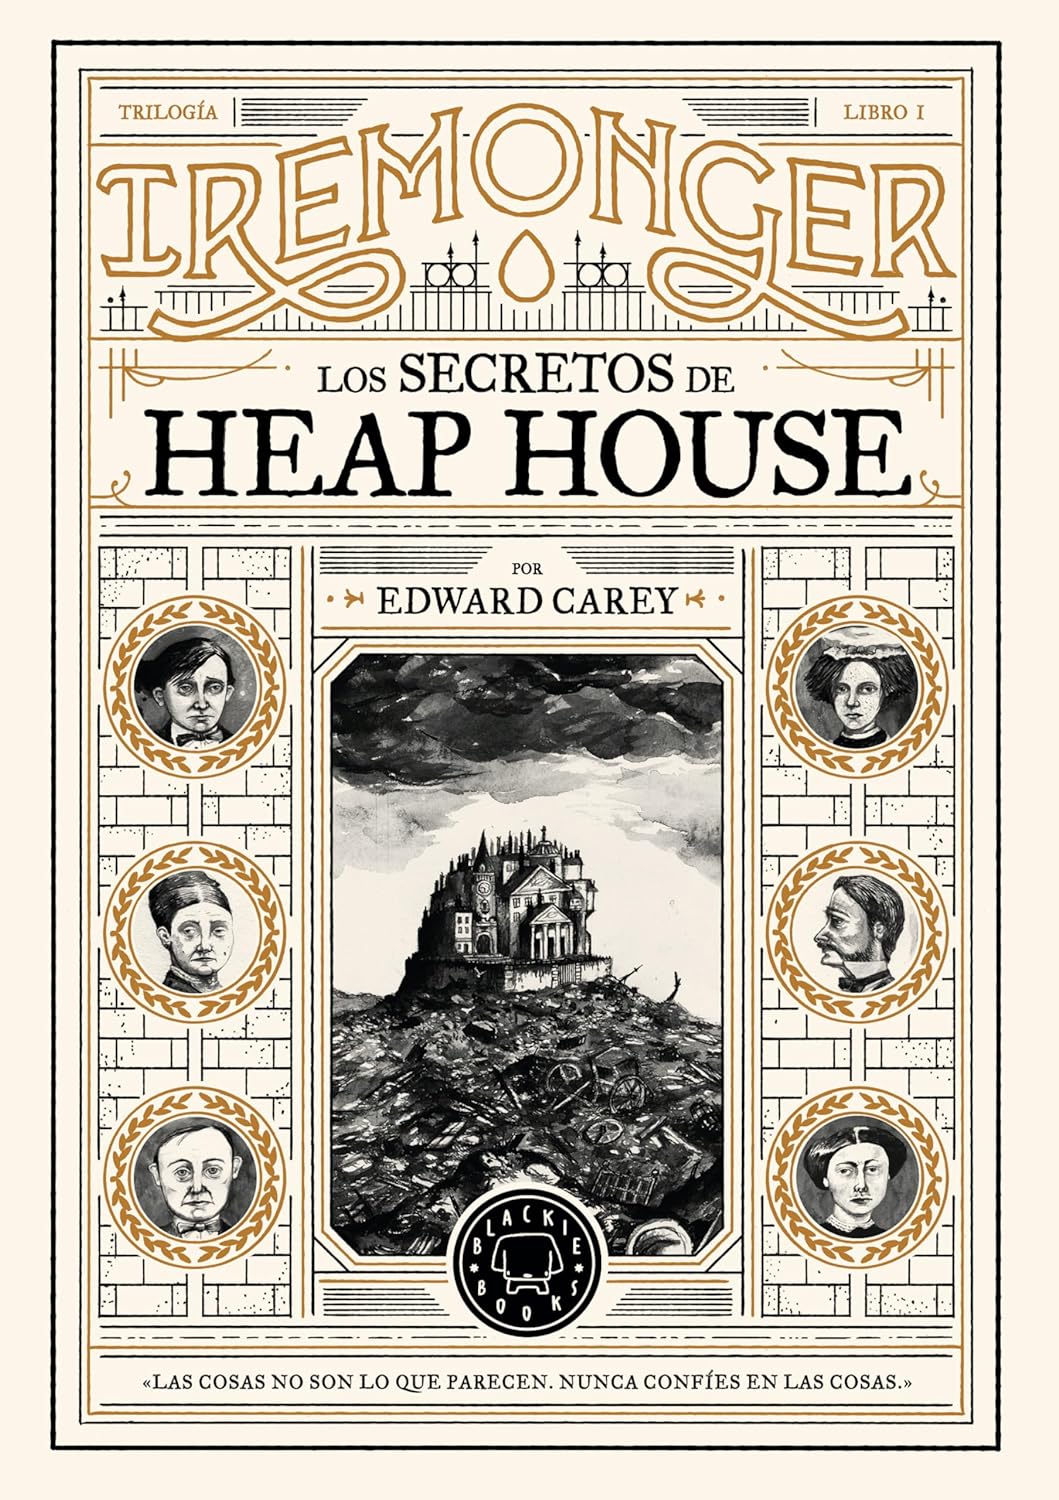 TRILOGÍA
LIBRO I
IREMONGER
LOS SECRETOS DE
HEAP HOUSE
POR
EDWARD CAREY
BLACKIE
BOOKS
«LAS COSAS NO SON LO QUE PARECEN. NUNCA CONFÍES EN LAS COSAS.»